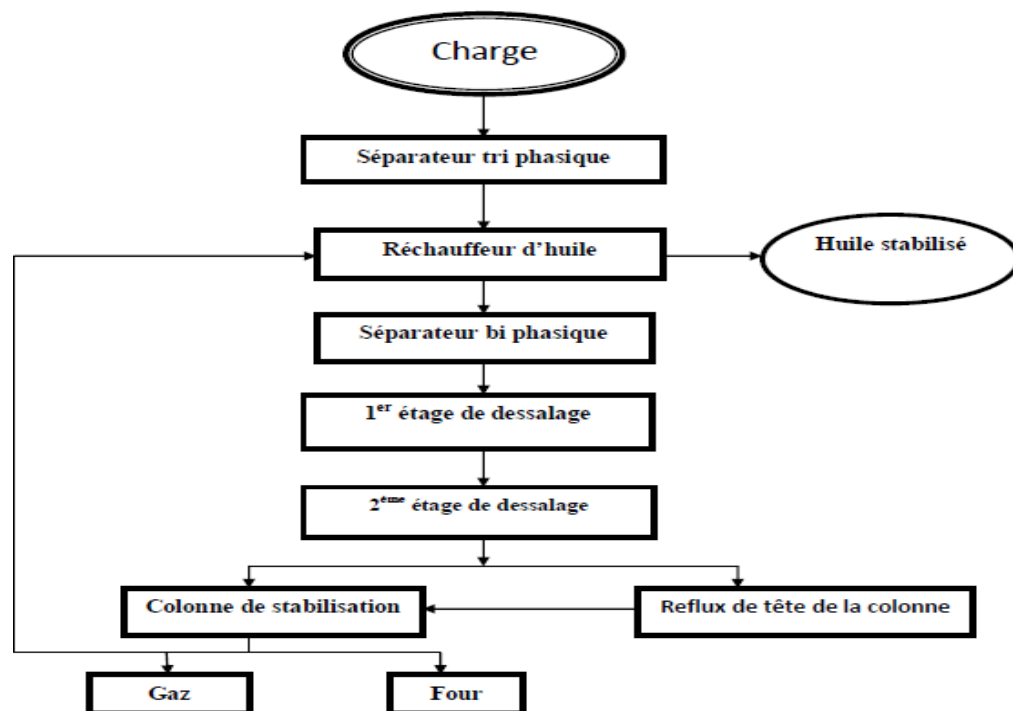 Charge
Séparateur tri phasique
Réchauffeur d’huile
Huile stabilisé
Séparateur bi phasique
1er étage de dessalage
2éme étage de dessalage
Colonne de stabilisation
Reflux de tête de la colonne
Gaz
Four